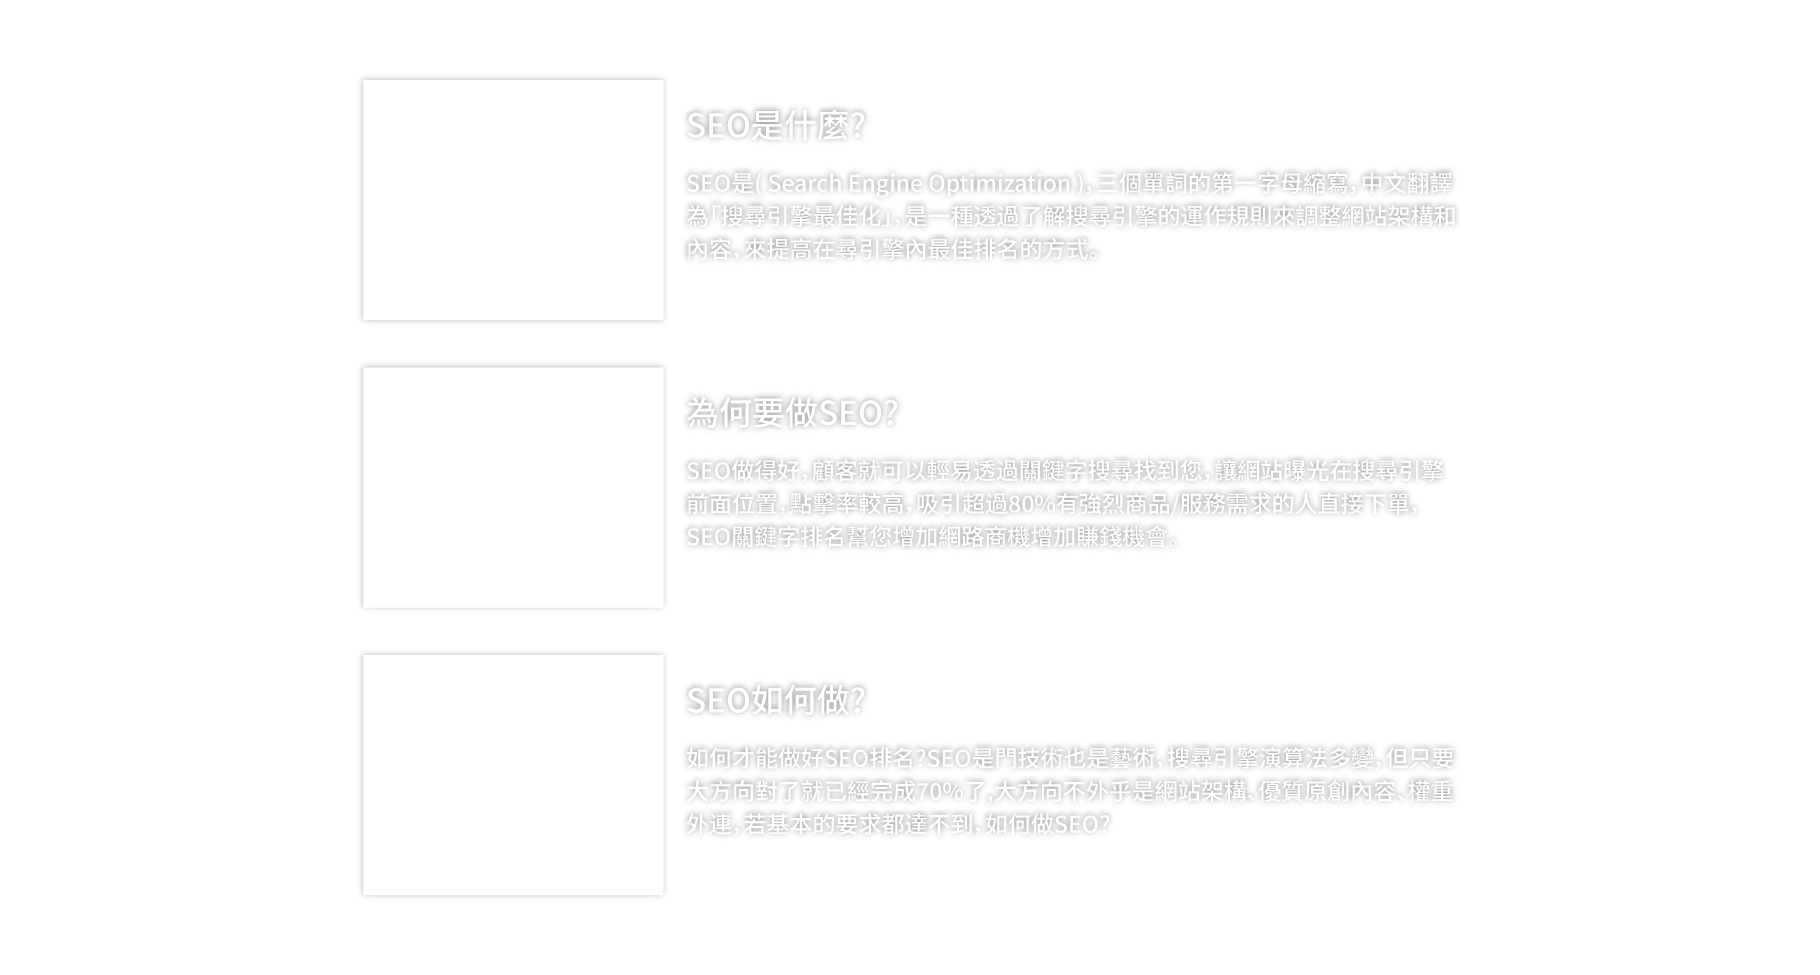 SEO是什麼?
SEO是( Search Engine Optimization ),三個單詞的第一字母縮寫,中文翻譯
為「搜尋引擎最佳化」,是一種透過了解搜尋引擎的運作規則來調整網站架構和
內容,來提高在尋引擎內最佳排名的方式。
為何要做SEO?
SEO做得好,顧客就可以輕易透過關鍵字搜尋找到您,讓網站曝光在搜尋引擎
前面位置,點擊率較高,吸引超過80%有強烈商品/服務需求的人直接下單,
SEO關鍵字排名幫您增加網路商機增加賺錢機會。
SEO如何做?
如何才能做好SEO排名?SEO是門技術也是藝術,搜尋引擎演算法多變,但只要
大方向對了就已經完成70%了,大方向不外乎是網站架構、優質原創內容、權重
外連,若基本的要求都達不到,如何做SEO?